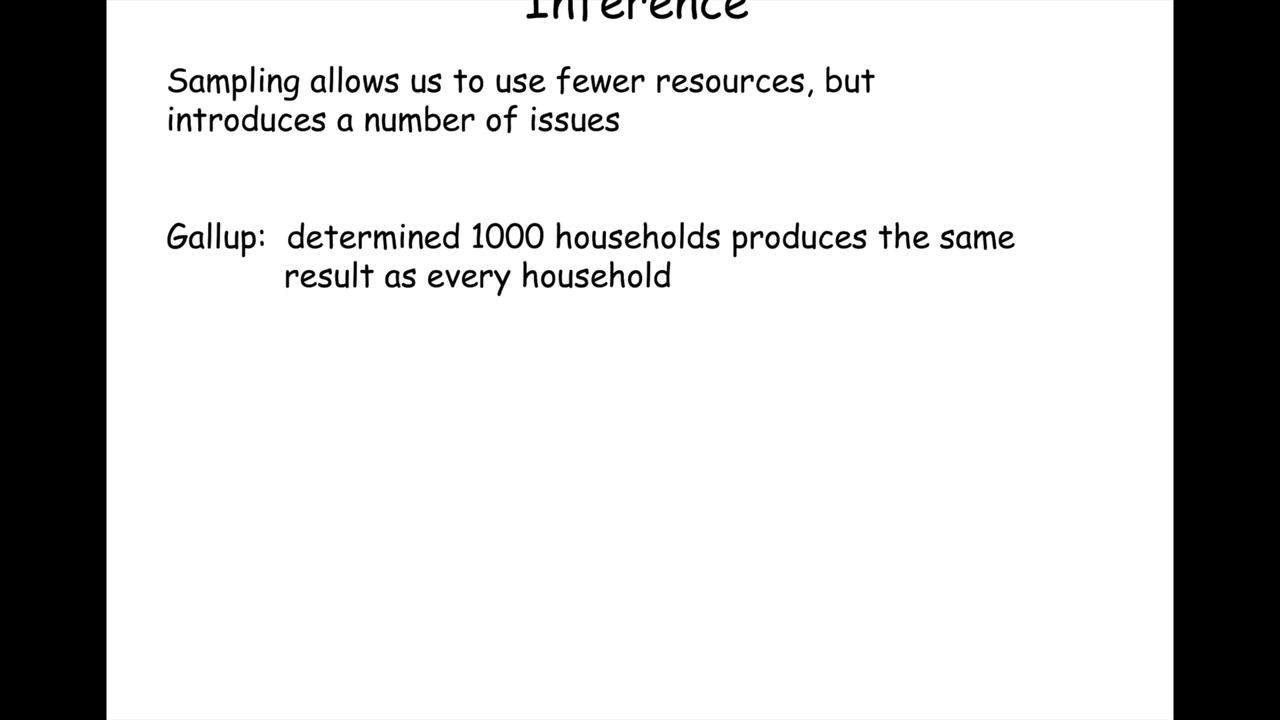 Inference
Sampling allows us to use fewer resources, but
introduces a number of issues
Gallup: determined 1000 households produces the same
result as every household